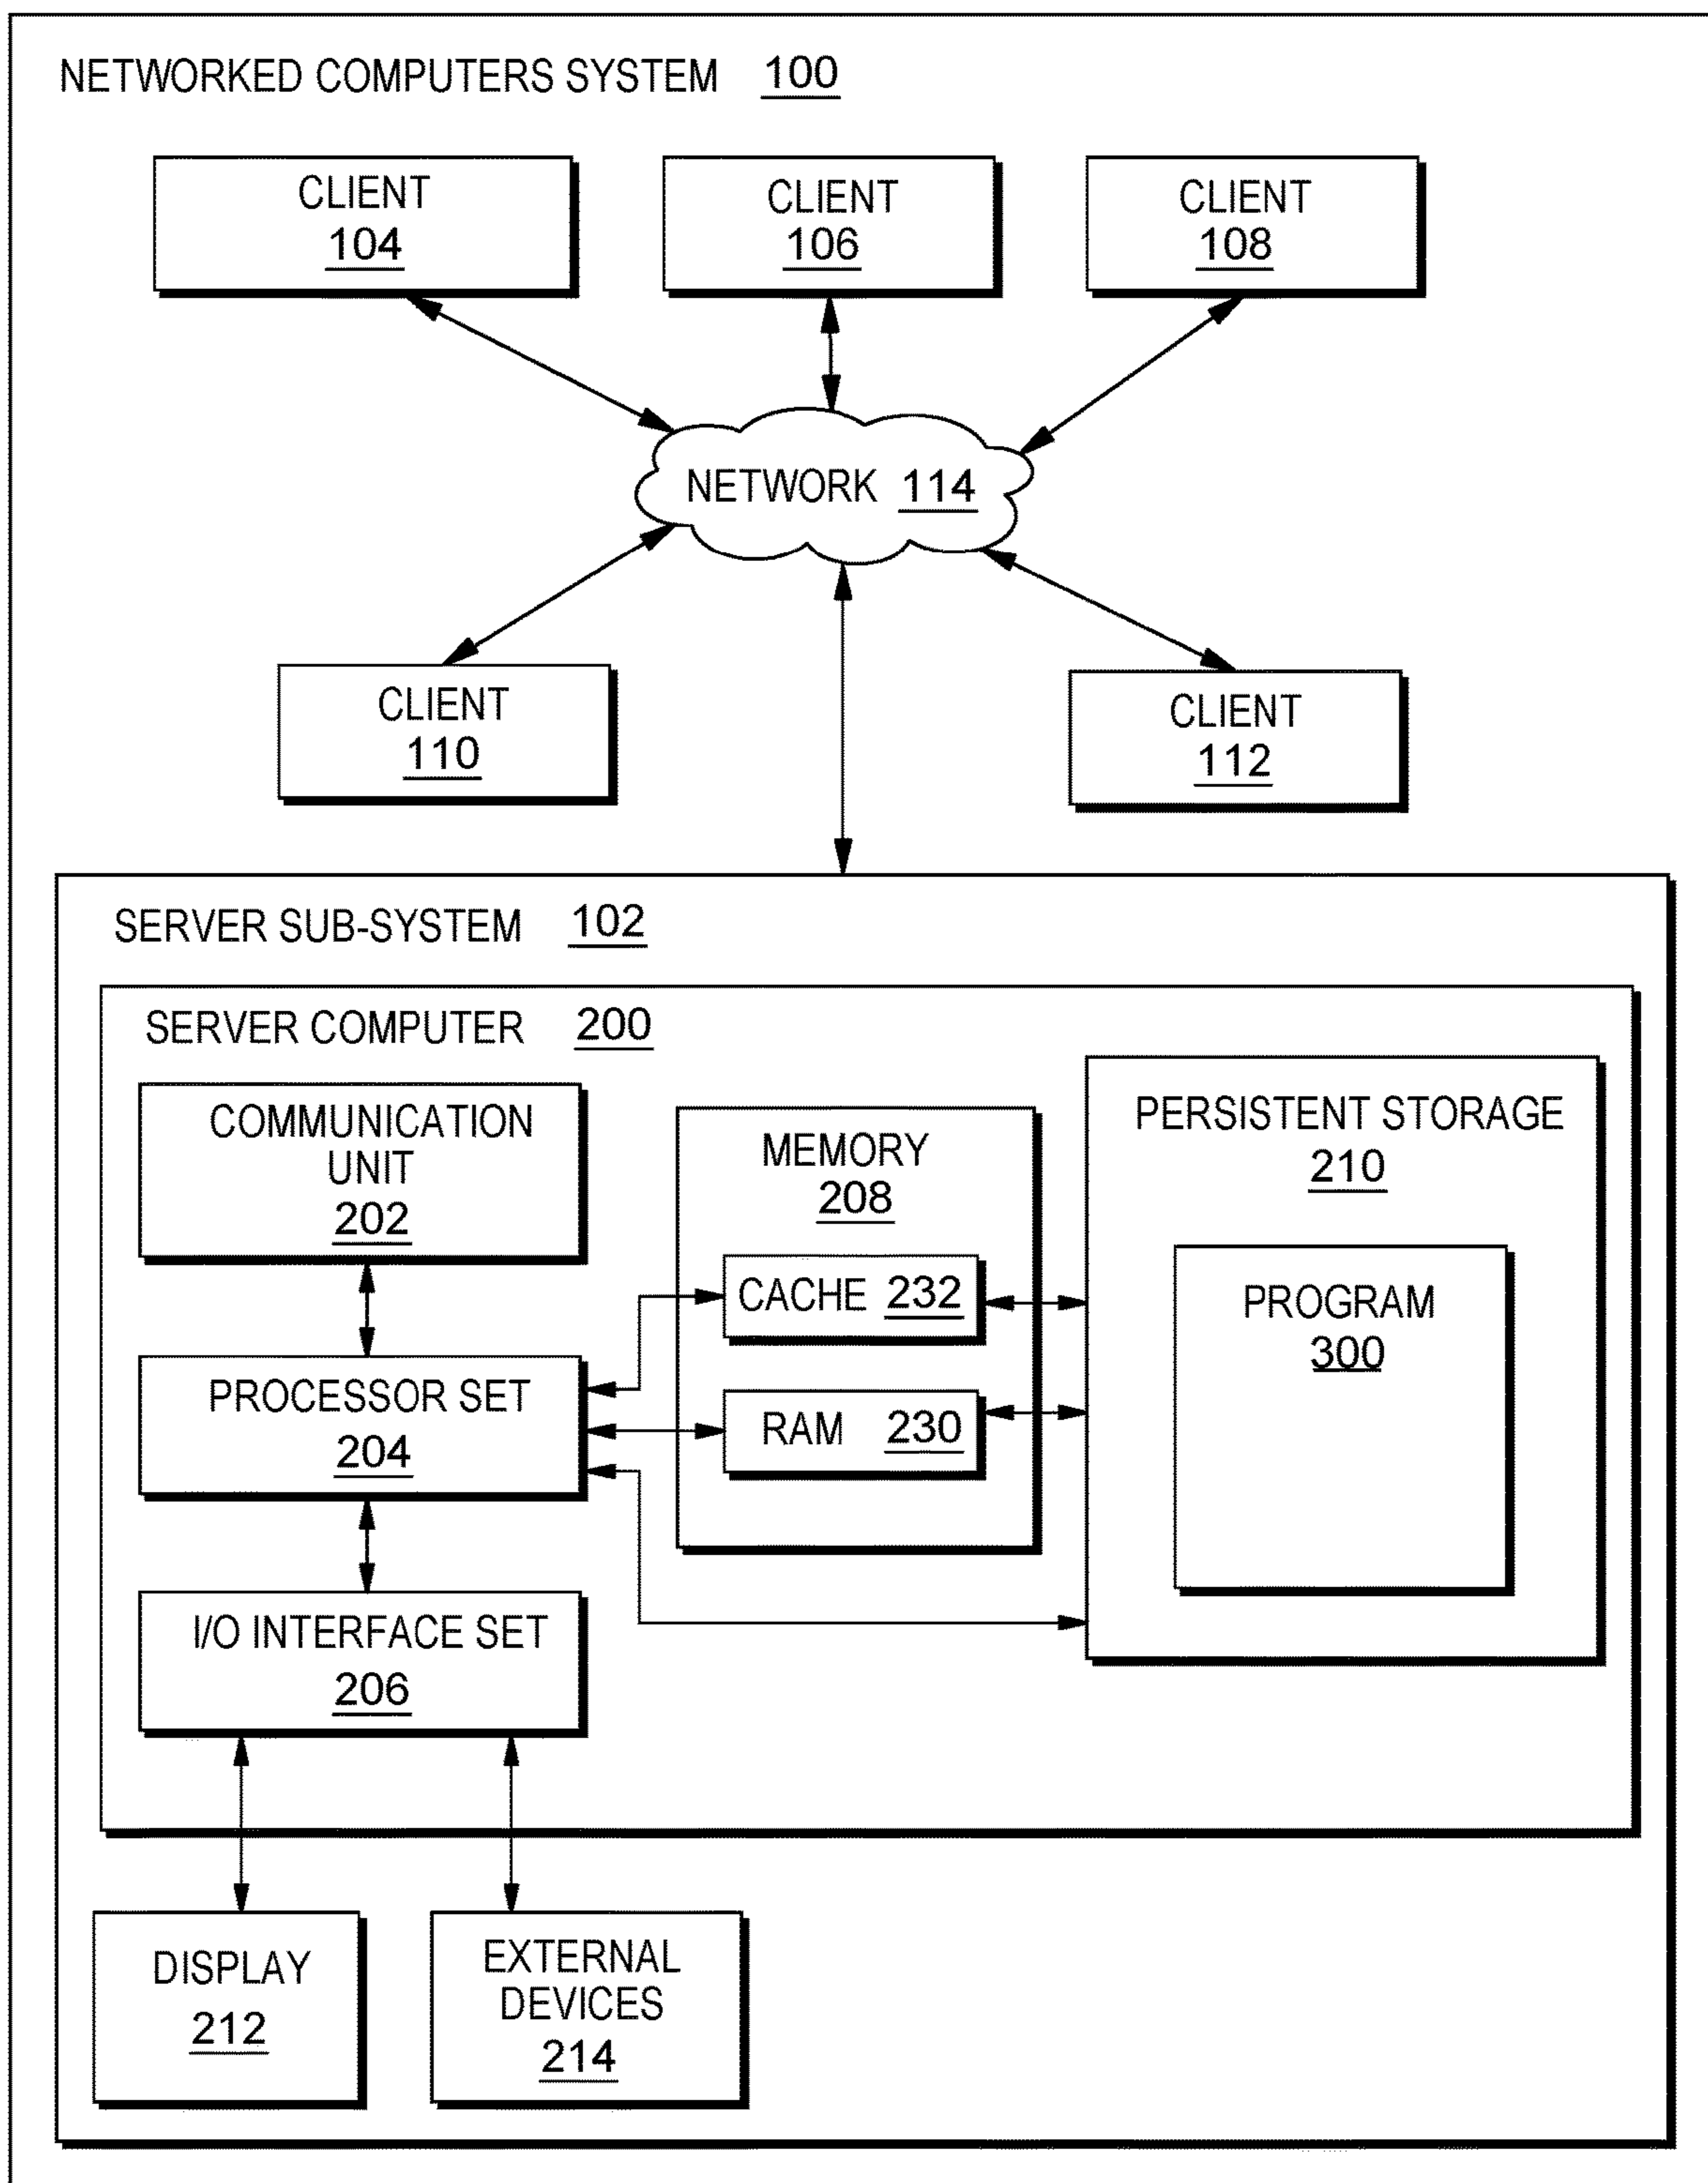 NETWORKED COMPUTERS SYSTEM 100
CLIENT
104
CLIENT
106
CLIENT
108
NETWORK 114
CLIENT
110
CLIENT
112
SERVER SUB-SYSTEM 102
SERVER COMPUTER 200
COMMUNICATION
UNIT
202
PROCESSOR SET
204
I/O INTERFACE SET
206
MEMORY
208
CACHE 232
RAM 230
PERSISTENT STORAGE
210
PROGRAM
300
DISPLAY
212
EXTERNAL
DEVICES
214